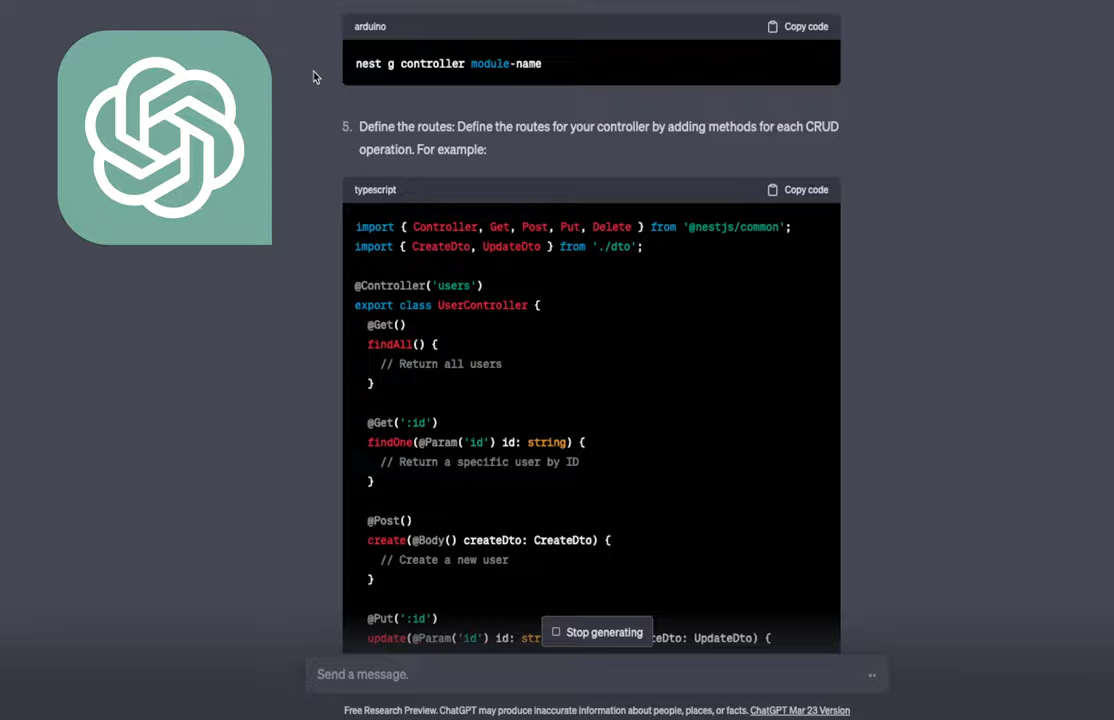 arduino Copy code
nest g controller module-name
5. Define the routes: Define the routes for your controller by adding methods for each CRUD
operation. For example:
typescript Copy code
import { Controller, Get, Post, Put, Delete } from '@nestjs/common';
import { CreateDto, UpdateDto } from './dto';
@Controller('users')
export class UserController {
@Get()
findAll() {
// Return all users
}
@Get(':id')
findOne(@Param('id') id: string) {
// Return a specific user by ID
}
@Post()
create(@Body() createDto: CreateDto) {
// Create a new user
}
@Put(':id')
Stop generating
update(@Param('id') id: UpdateDto) {
Send a message.
Free Research Preview. ChatGPT may produce inaccurate information about people, places, or facts. ChatGPT Mar 23 Version